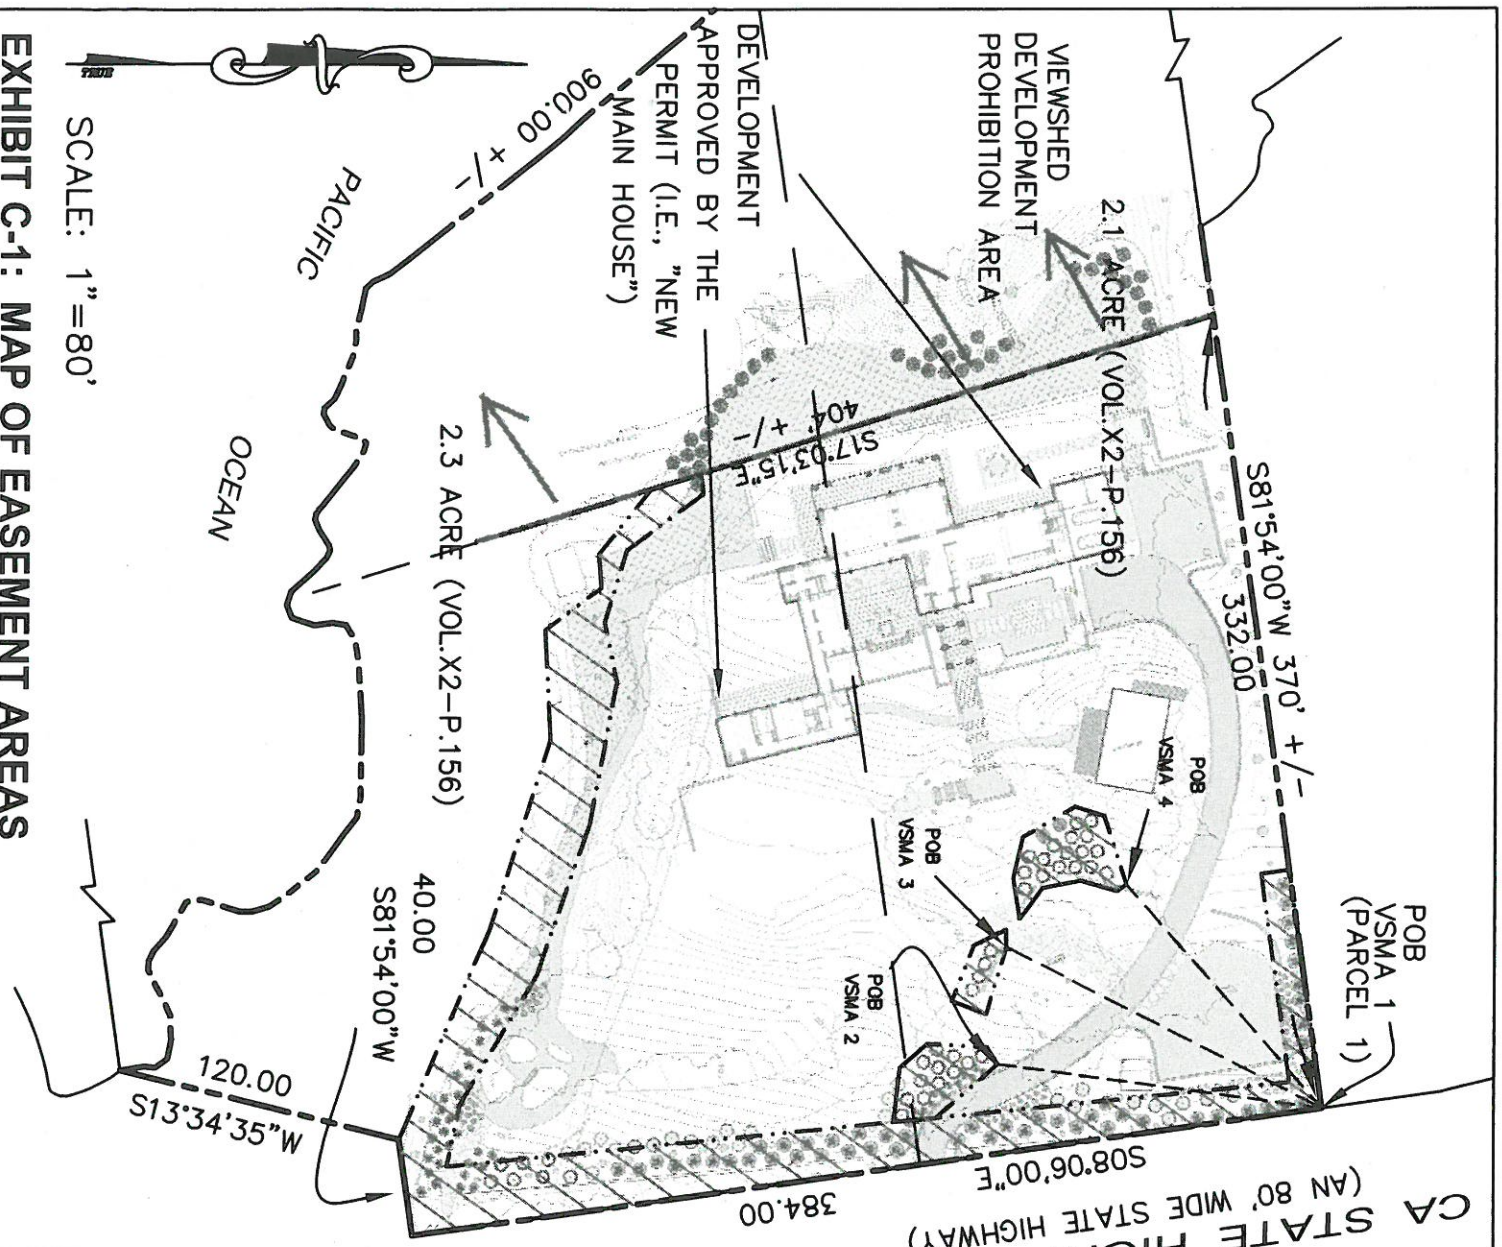 CA STATE HIGH
(AN 80' WIDE STATE HIGHWAY)
POB
VSMA 1
(PARCEL 1)
S81°54'00"W 370' +/-
332.00
S08°06'00"E
384.00
2.1 ACRE (VOL.X2-P.156)
VIEWSHED
DEVELOPMENT
PROHIBITION AREA
POB
VSMA 4
POB
VSMA 3
POB
VSMA 2
DEVELOPMENT
APPROVED BY THE
PERMIT (I.E., "NEW
MAIN HOUSE")
S17°03'15"E
404' +/-
900.00 +/-
2.3 ACRE (VOL.X2-P.156)
40.00
S81°54'00"W
120.00
S13°34'35"W
PACIFIC
OCEAN
TRUE
SCALE: 1"=80'
EXHIBIT C-1: MAP OF EASEMENT AREAS